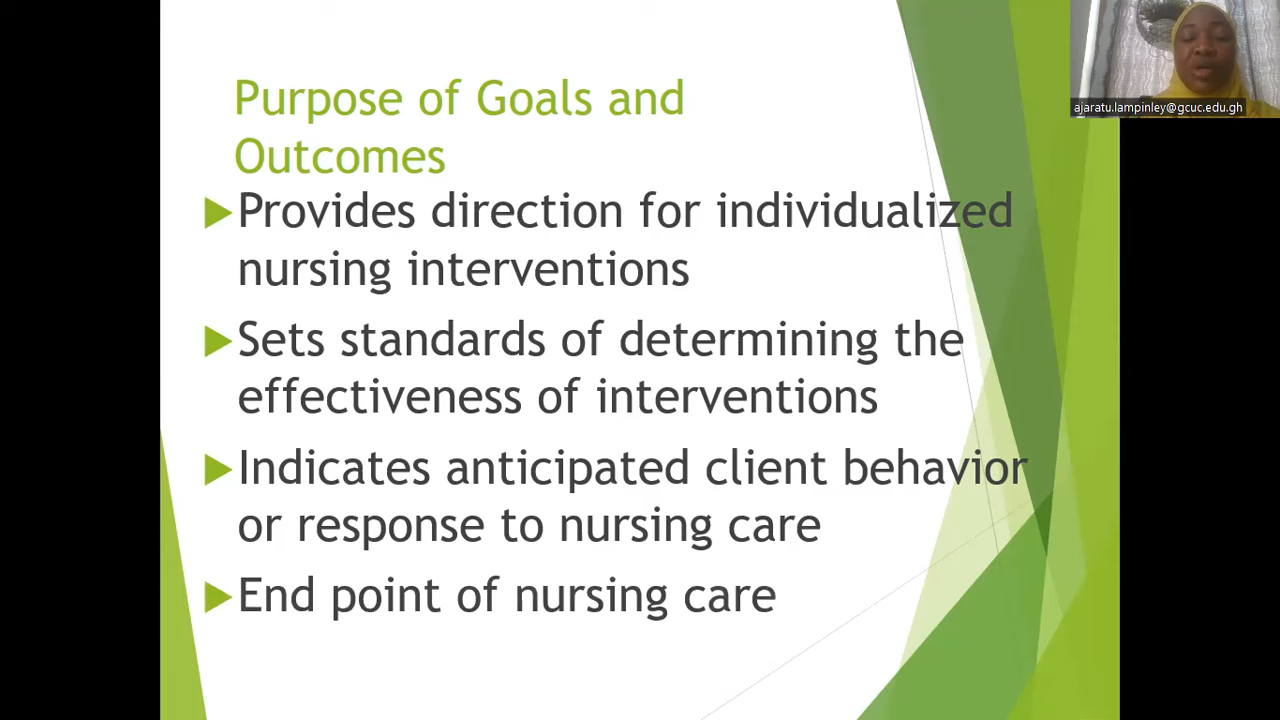 Purpose of Goals and
Outcomes
Provides direction for individualized
nursing interventions
Sets standards of determining the
effectiveness of interventions
Indicates anticipated client behavior
or response to nursing care
End point of nursing care
ajaratu.lampinley@gcuc.edu.gh